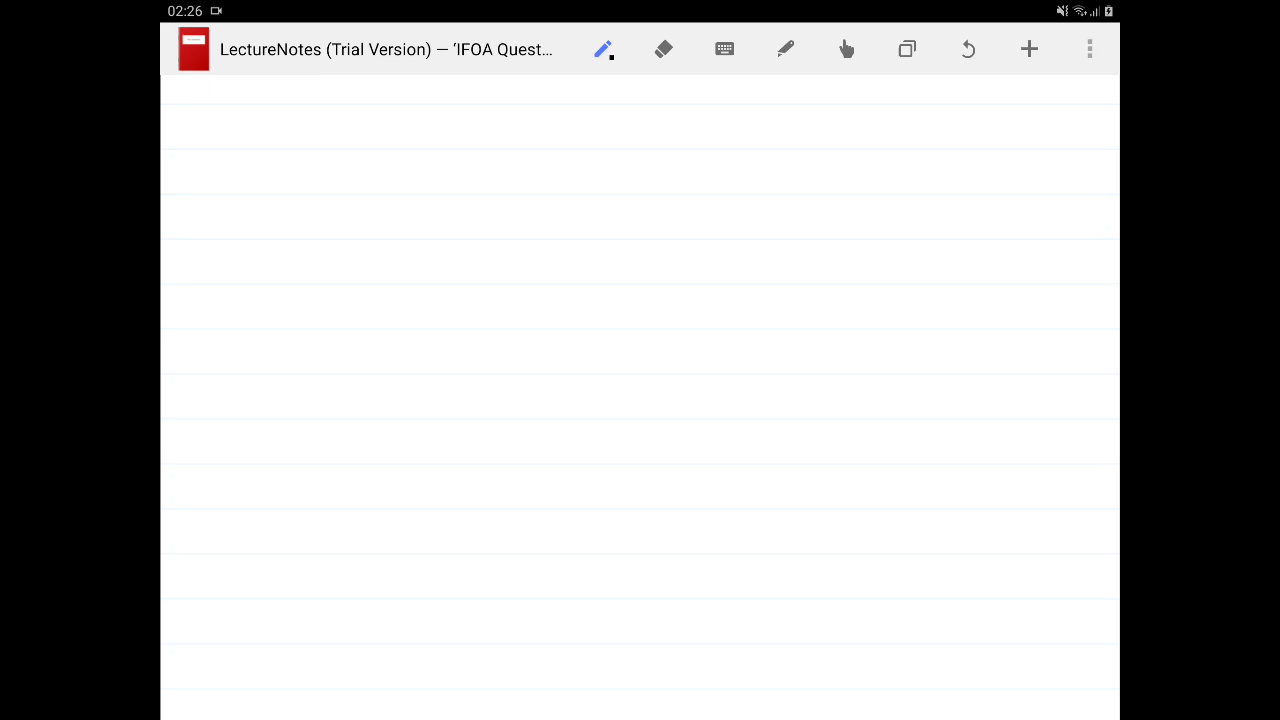 02:26
LectureNotes (Trial Version) — ‘IFOA Quest...